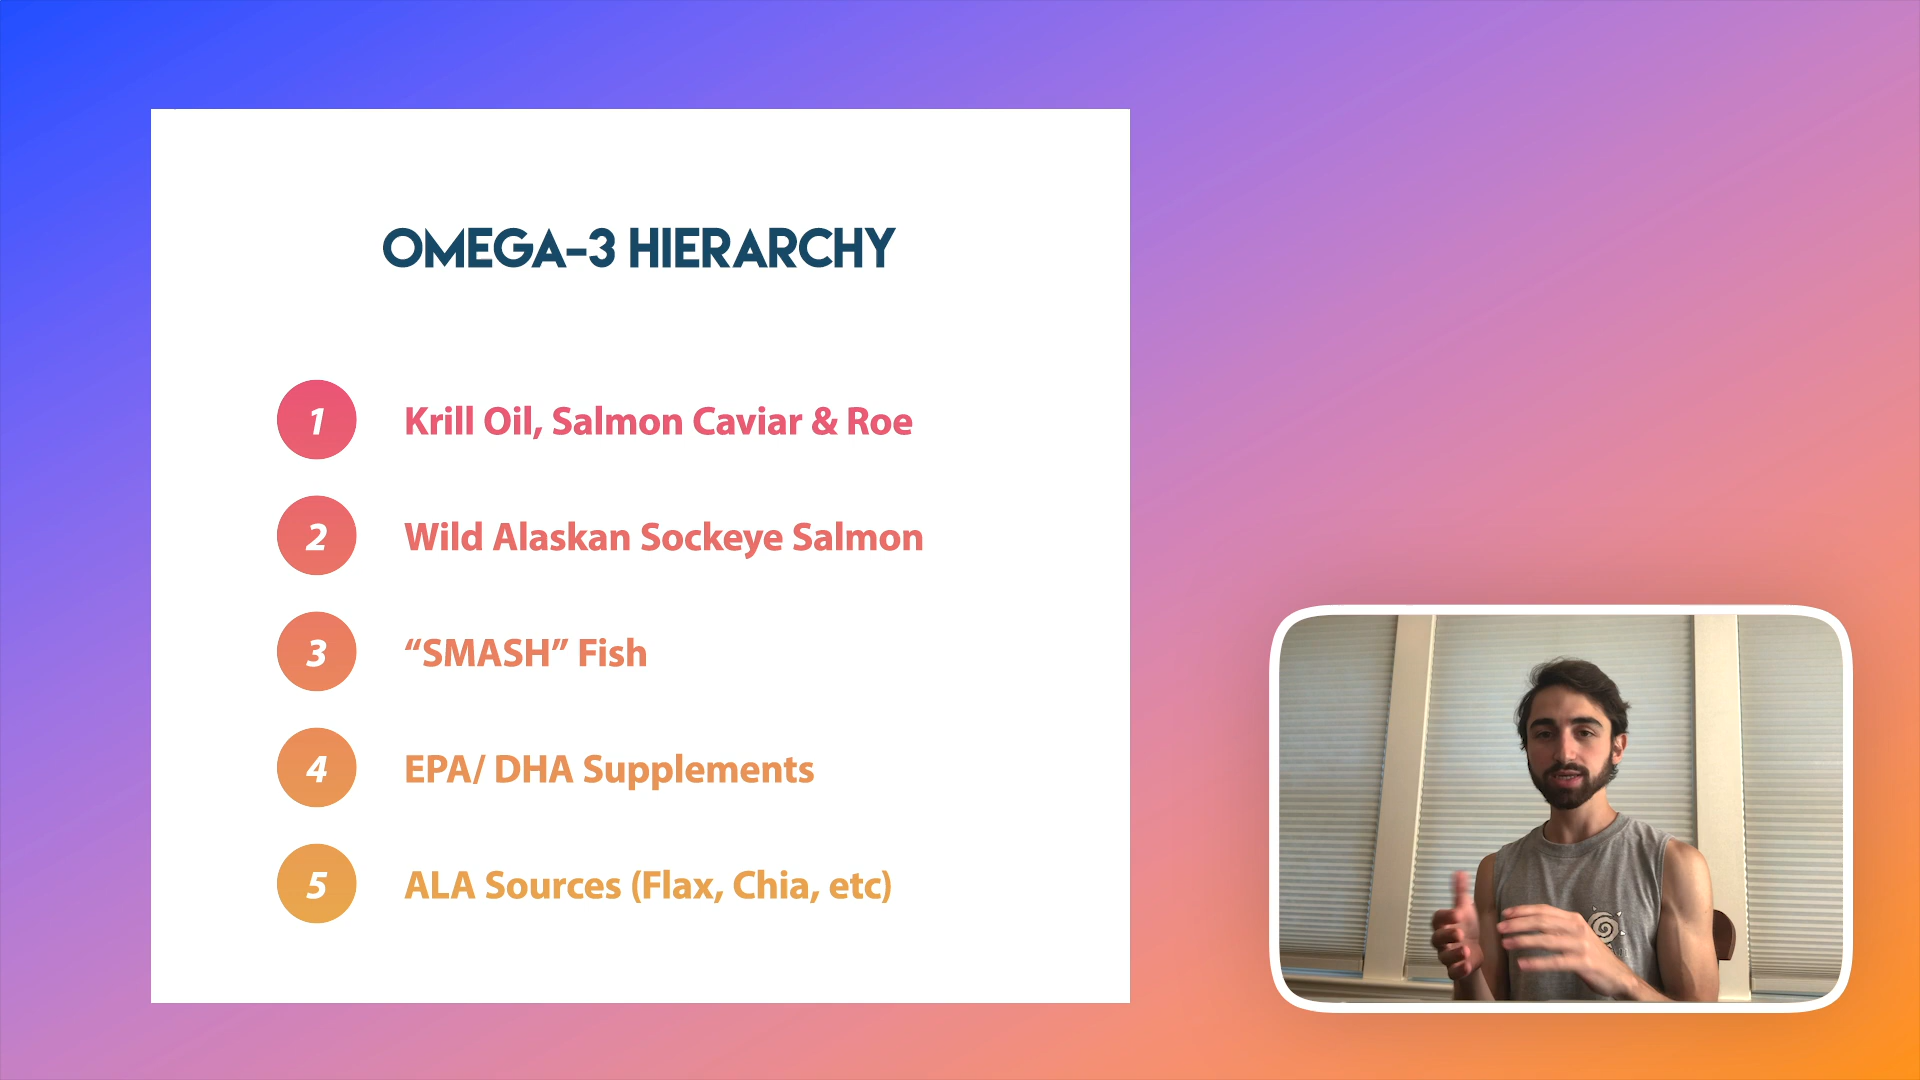 OMEGA-3 HIERARCHY
1 Krill Oil, Salmon Caviar & Roe
2 Wild Alaskan Sockeye Salmon
3 “SMASH” Fish
4 EPA/ DHA Supplements
5 ALA Sources (Flax, Chia, etc)